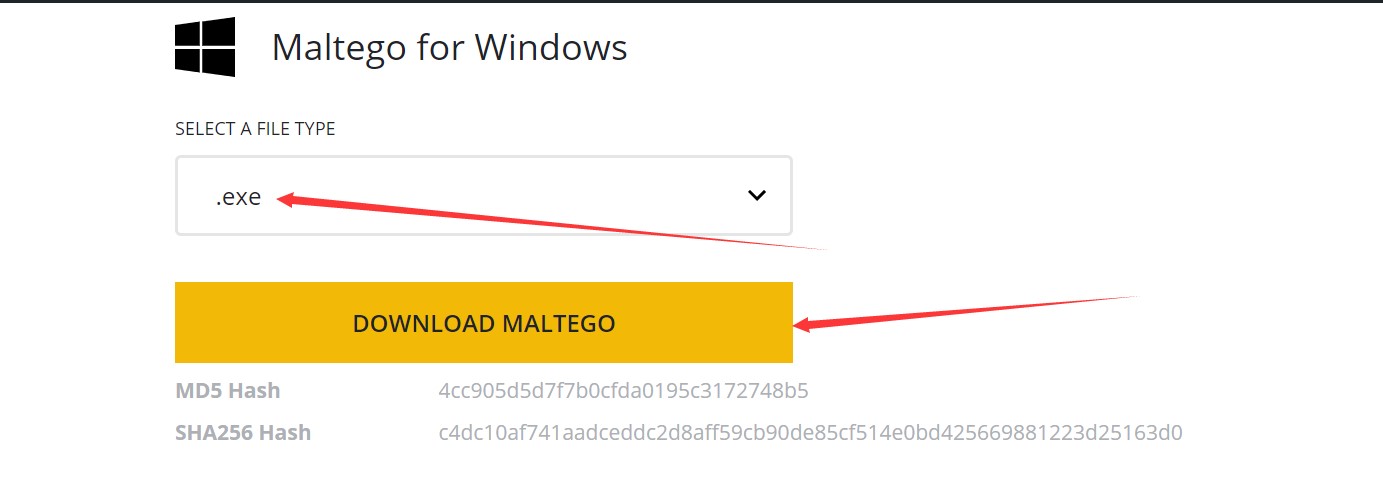 Maltego for Windows
SELECT A FILE TYPE
.exe
DOWNLOAD MALTEGO
MD5 Hash 4cc905d5d7f7b0cfda0195c3172748b5
SHA256 Hash c4dc10af741aadceddc2d8aff59cb90de85cf514e0bd425669881223d25163d0